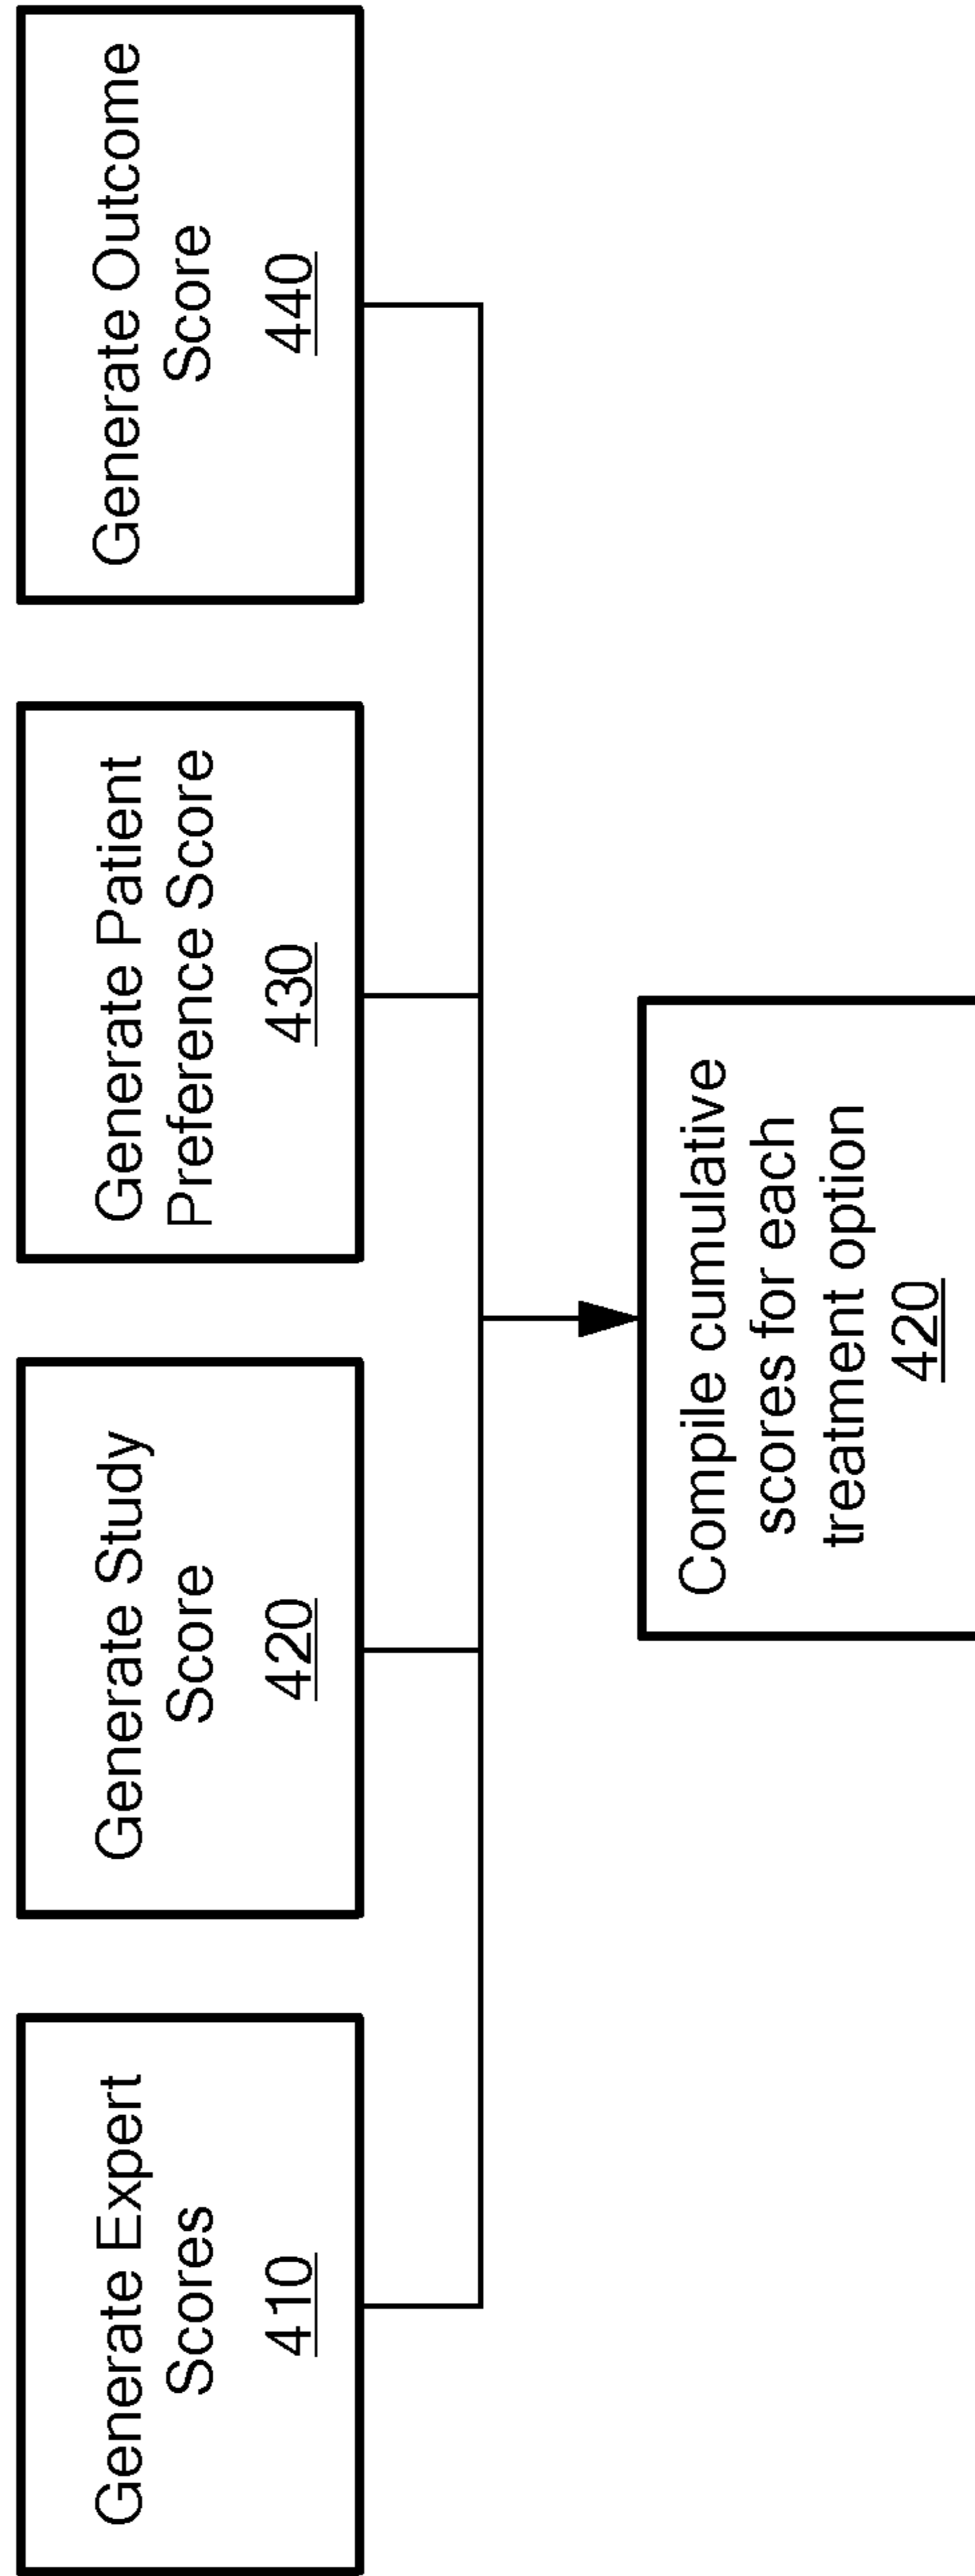 Generate Expert
Scores
410
Generate Study
Score
420
Generate Patient
Preference Score
430
Generate Outcome
Score
440
Compile cumulative
scores for each
treatment option
420